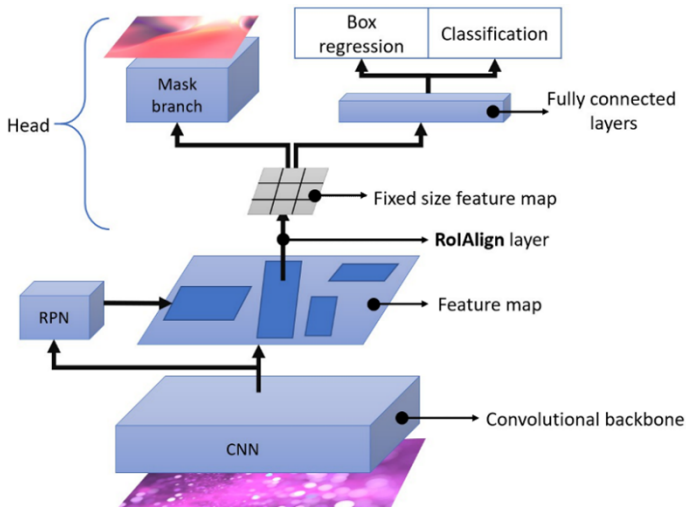 Box
regression
Classification
Mask
branch
Head
Fully connected
layers
Fixed size feature map
RoIAlign layer
RPN
Feature map
CNN
Convolutional backbone